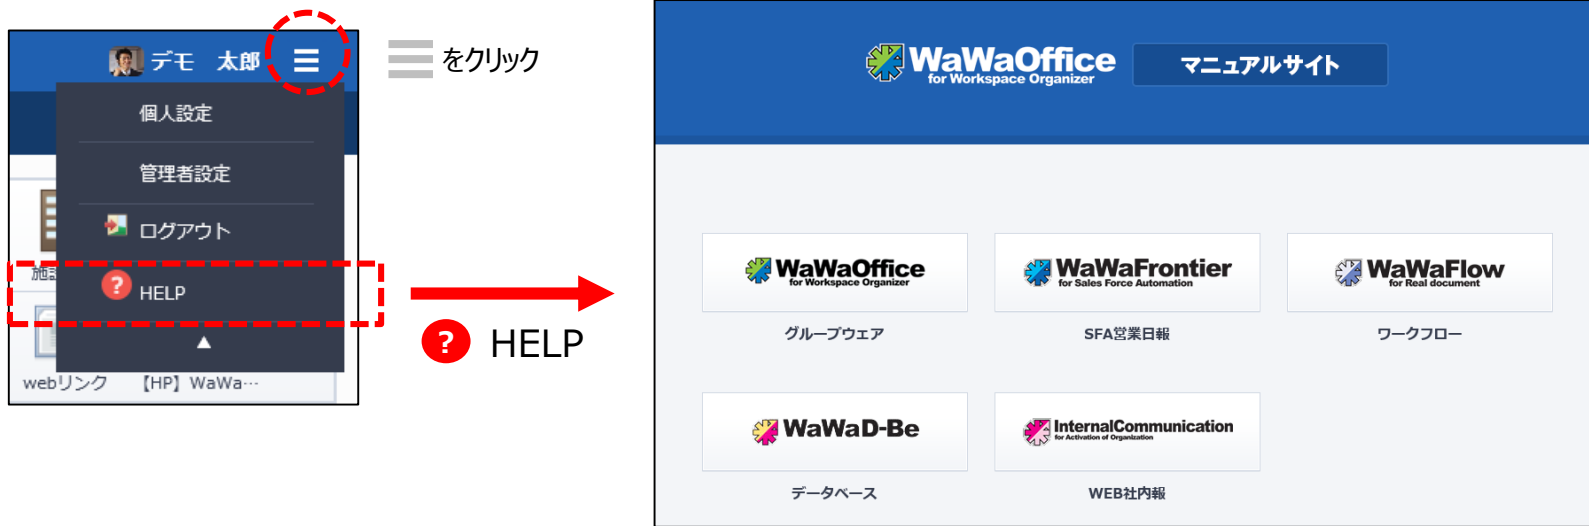 デモ 太郎
をクリック
個人設定
管理者設定
ログアウト
HELP
webリンク 【HP】WaWa…
? HELP
WaWaOffice
for Workspace Organizer
マニュアルサイト
WaWaOffice
for Workspace Organizer
グループウェア
WaWaFrontier
for Sales Force Automation
SFA営業日報
WaWaFlow
for Real document
ワークフロー
WaWaD-Be
データベース
InternalCommunication
for Activation of Organization
WEB社内報